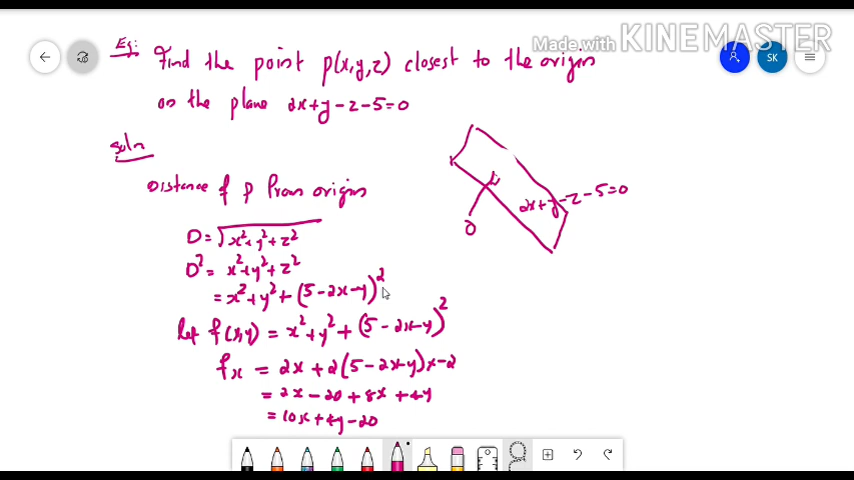 Made with KINEMASTER
Eg: Find the point P(x,y,z) closest to the origin
on the plane 2x+y-z-5=0
Soln
Distance of P from origin
D=√x²+y²+z²
D²= x²+y²+z²
= x²+y²+(5-2x-y)²
let f(x,y) = x²+y²+(5-2x-y)²
fx = 2x+2(5-2x-y)x-2
= 2x-20+8x+4y
= 10x+4y-20
2x+y-z-5=0
O
SK